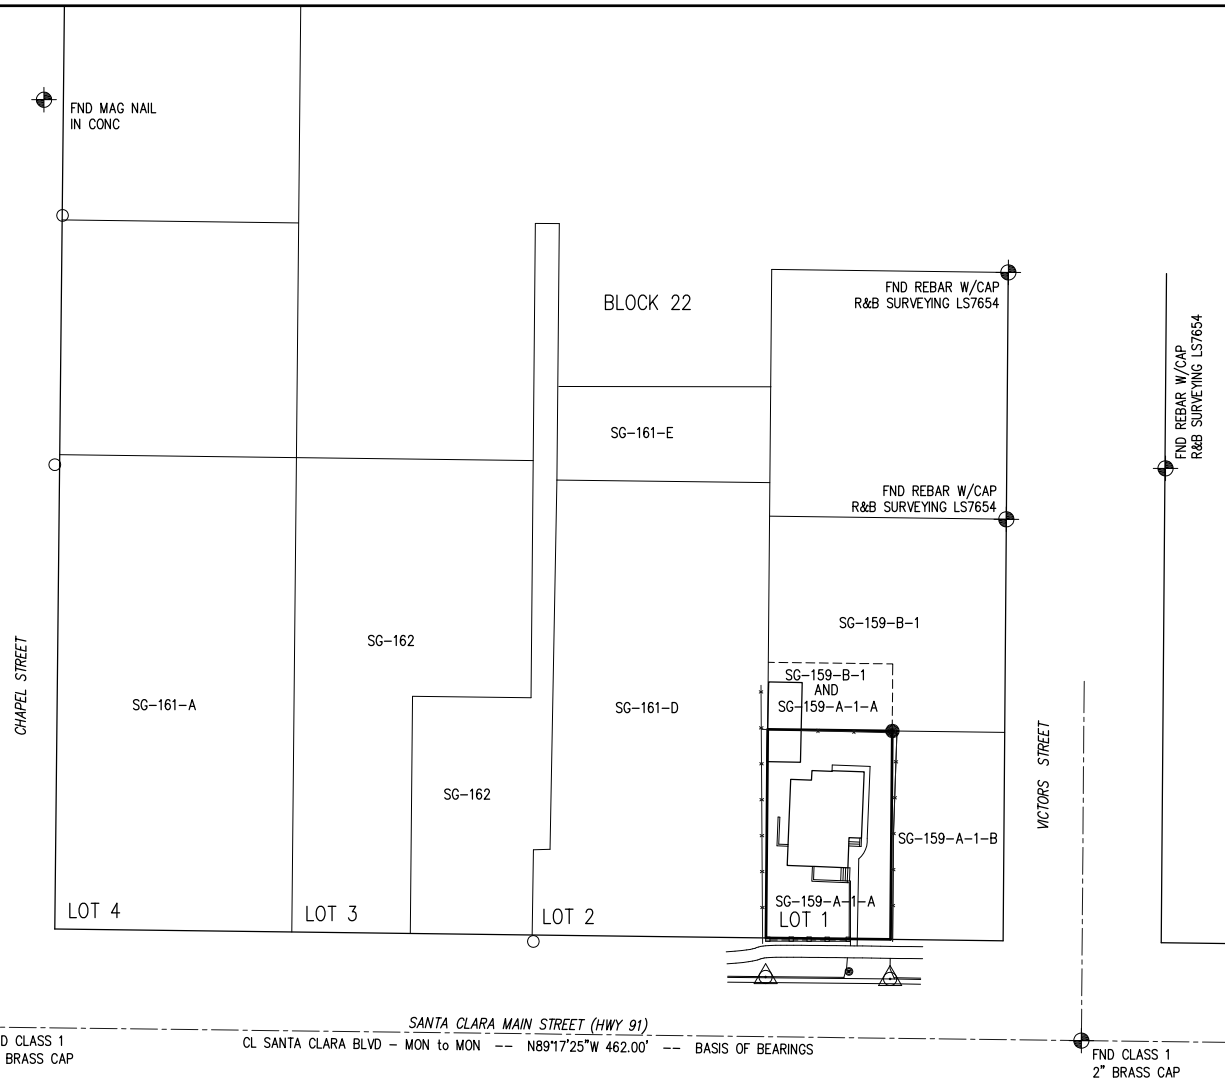 FND MAG NAIL
IN CONC
BLOCK 22
FND REBAR W/CAP
R&B SURVEYING LS7654
FND REBAR W/CAP
R&B SURVEYING LS7654
SG-161-E
FND REBAR W/CAP
R&B SURVEYING LS7654
SG-159-B-1
SG-162
CHAPEL STREET
SG-161-A
SG-161-D
SG-159-B-1
AND
SG-159-A-1-A
VICTORS STREET
SG-162
SG-159-A-1-B
SG-159-A-1-A
LOT 4
LOT 3
LOT 2
LOT 1
SANTA CLARA MAIN STREET (HWY 91)
CL SANTA CLARA BLVD - MON to MON -- N89°17'25"W 462.00' -- BASIS OF BEARINGS
D CLASS 1
BRASS CAP
FND CLASS 1
2" BRASS CAP